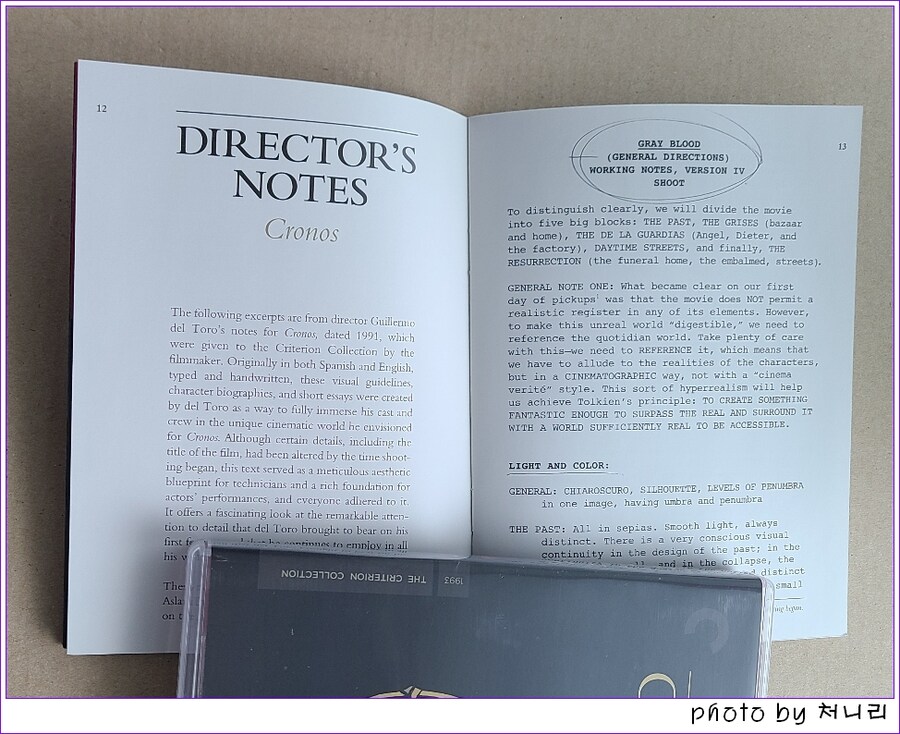 12
DIRECTOR'S
NOTES
Cronos
The following excerpts are from director Guillermo
del Toro's notes for Cronos, dated 1991, which
were given to the Criterion Collection by the
filmmaker. Originally in both Spanish and English,
typed and handwritten, these visual guidelines,
character biographies, and short essays were created
by del Toro as a way to fully immerse his cast and
crew in the unique cinematic world he envisioned
for Cronos. Although certain details, including the
title of the film, had been altered by the time shoot-
ing began, this text served as a meticulous aesthetic
blueprint for technicians and a rich foundation for
actors' performances, and everyone adhered to it.
It offers a fascinating look at the remarkable atten-
tion to detail that del Toro brought to bear on his
first continues to employ in all
his
on
13
GRAY BLOOD
(GENERAL DIRECTIONS)
WORKING NOTES, VERSION IV
SHOOT
To distinguish clearly, we will divide the movie
into five big blocks: THE PAST, THE GRISES (bazaar
and home), THE DE LA GUARDIAS (Angel, Dieter, and
the factory), DAYTIME STREETS, and finally, THE
RESURRECTION (the funeral home, the embalmed, streets).
GENERAL NOTE ONE: What became clear on our first
day of pickups¹ was that the movie does NOT permit a
realistic register in any of its elements. However,
to make this unreal world "digestible," we need to
reference the quotidian world. Take plenty of care
with this—we need to REFERENCE it, which means that
we have to allude to the realities of the characters,
but in a CINEMATOGRAPHIC way, not with a "cinema
verité" style. This sort of hyperrealism will help
us achieve Tolkien's principle: TO CREATE SOMETHING
FANTASTIC ENOUGH TO SURPASS THE REAL AND SURROUND IT
WITH A WORLD SUFFICIENTLY REAL TO BE ACCESSIBLE.
LIGHT AND COLOR:
GENERAL: CHIAROSCURO, SILHOUETTE, LEVELS OF PENUMBRA
in one image, having umbra and penumbra
THE PAST: All in sepias. Smooth light, always
distinct. There is a very conscious visual
continuity in the design of the past; in the
and in the collapse, the
distinct
small
began.
1993 THE CRITERION COLLECTION
C
photo by 처니리